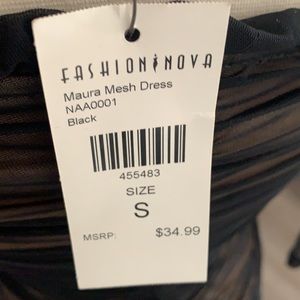 FASHION NOVA
Maura Mesh Dress
NAA0001
Black
455483
SIZE
S
MSRP: $34.99